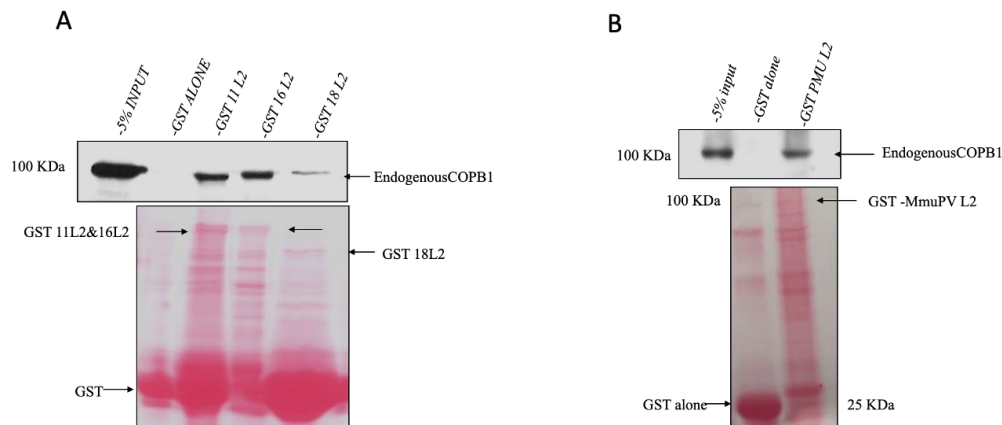 A
B
-5% INPUT
-GST ALONE
-GST 11 L2
-GST 16 L2
-GST 18 L2
-5% input
-GST alone
-GST PMU L2
100 KDa
EndogenousCOPB1
100 KDa
EndogenousCOPB1
GST 11L2&16L2
GST 18L2
100 KDa
GST -MmuPV L2
GST
GST alone
25 KDa